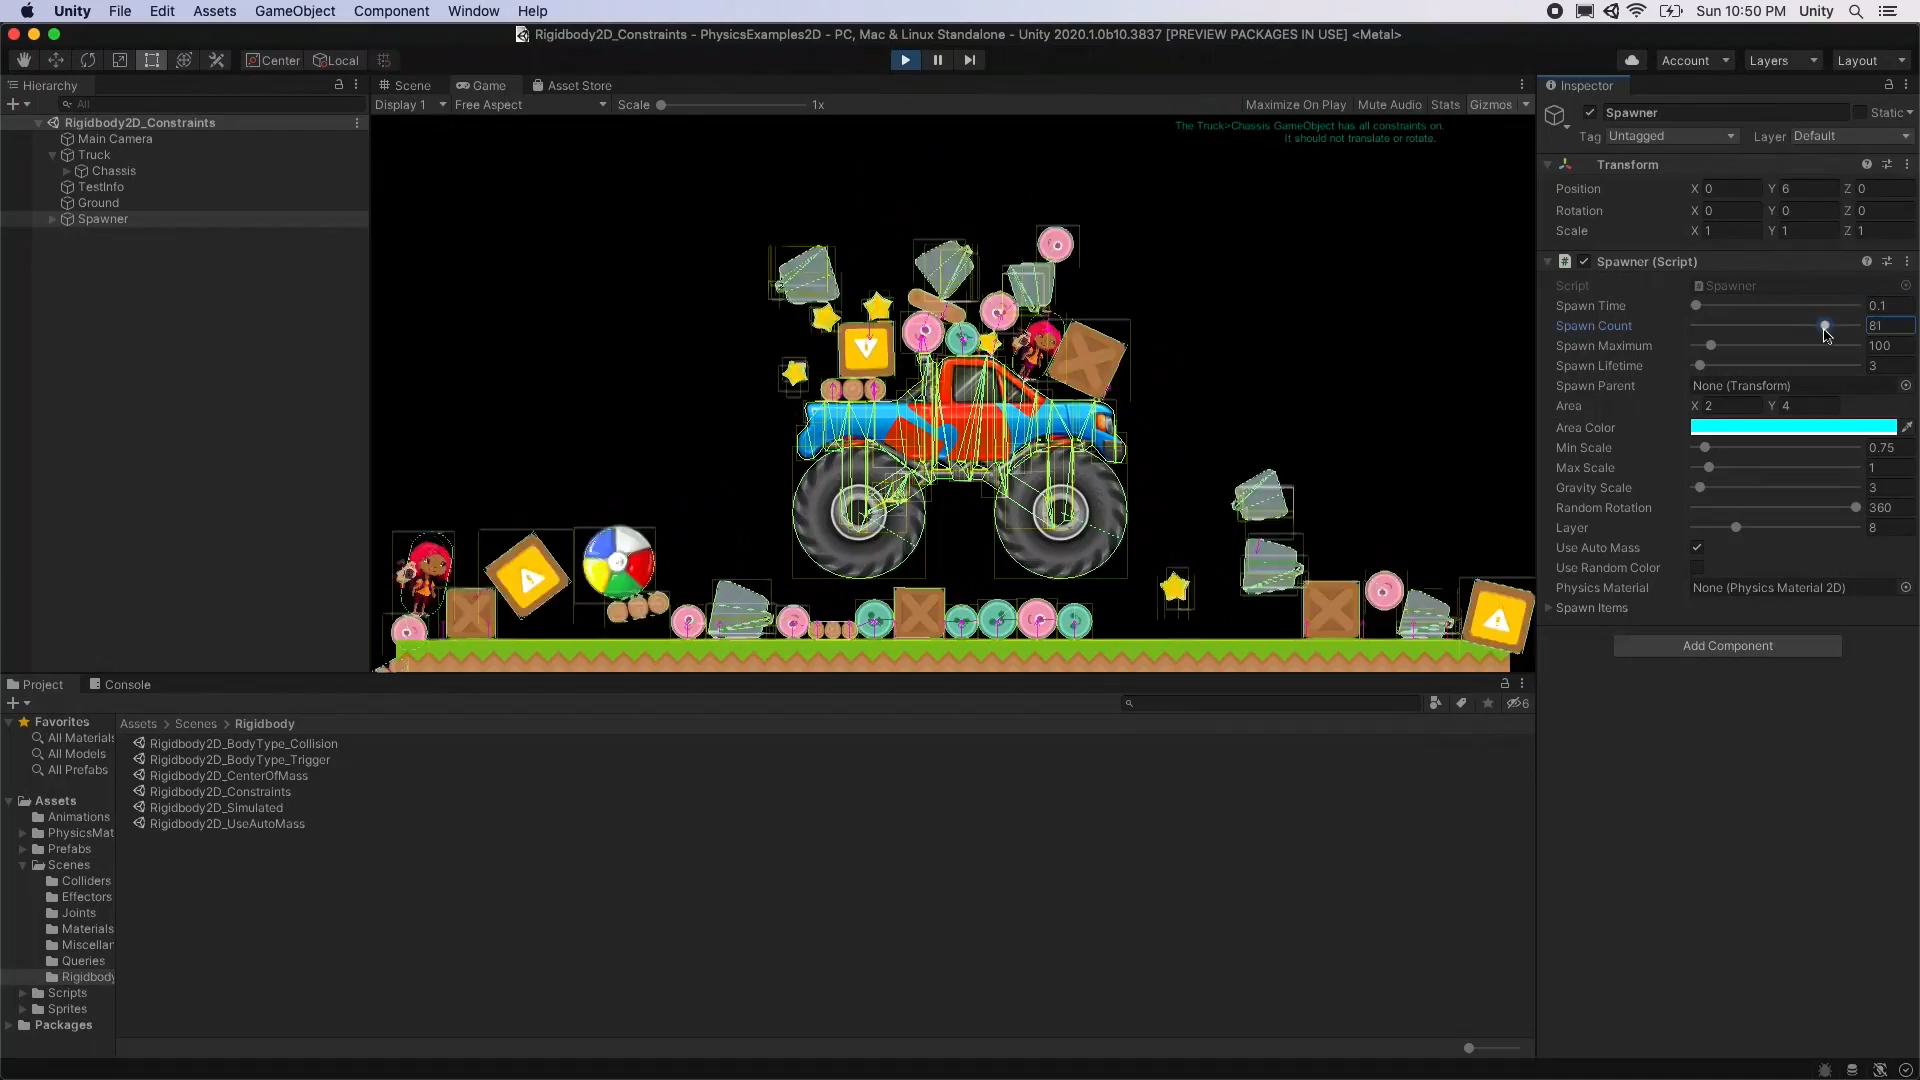 Unity File Edit Assets GameObject Component Window Help Sun 10:50 PM Unity
Rigidbody2D_Constraints - PhysicsExamples2D - PC, Mac & Linux Standalone - Unity 2020.1.0b10.3837 [PREVIEW PACKAGES IN USE] <Metal>
Center Local Account Layers Layout
Hierarchy
All
Rigidbody2D_Constraints
Main Camera
Truck
Chassis
TestInfo
Ground
Spawner
Scene Game Asset Store
Display 1 Free Aspect Scale 1x Maximize On Play Mute Audio Stats Gizmos
The Truck>Chassis GameObject has all constraints on.
It should not translate or rotate.
Inspector
Spawner Static
Tag Untagged Layer Default
Transform
Position X 0 Y 6 Z 0
Rotation X 0 Y 0 Z 0
Scale X 1 Y 1 Z 1
Spawner (Script)
Script Spawner
Spawn Time 0.1
Spawn Count 81
Spawn Maximum 100
Spawn Lifetime 3
Spawn Parent None (Transform)
Area X 2 Y 4
Area Color
Min Scale 0.75
Max Scale 1
Gravity Scale 3
Random Rotation 360
Layer 8
Use Auto Mass
Use Random Color
Physics Material None (Physics Material 2D)
Spawn Items
Add Component
Project Console
6
Favorites
All Materials
All Models
All Prefabs
Assets
Animations
PhysicsMat
Prefabs
Scenes
Colliders
Effectors
Joints
Materials
Miscellar
Queries
Rigidbody
Scripts
Sprites
Packages
Assets > Scenes > Rigidbody
Rigidbody2D_BodyType_Collision
Rigidbody2D_BodyType_Trigger
Rigidbody2D_CenterOfMass
Rigidbody2D_Constraints
Rigidbody2D_Simulated
Rigidbody2D_UseAutoMass